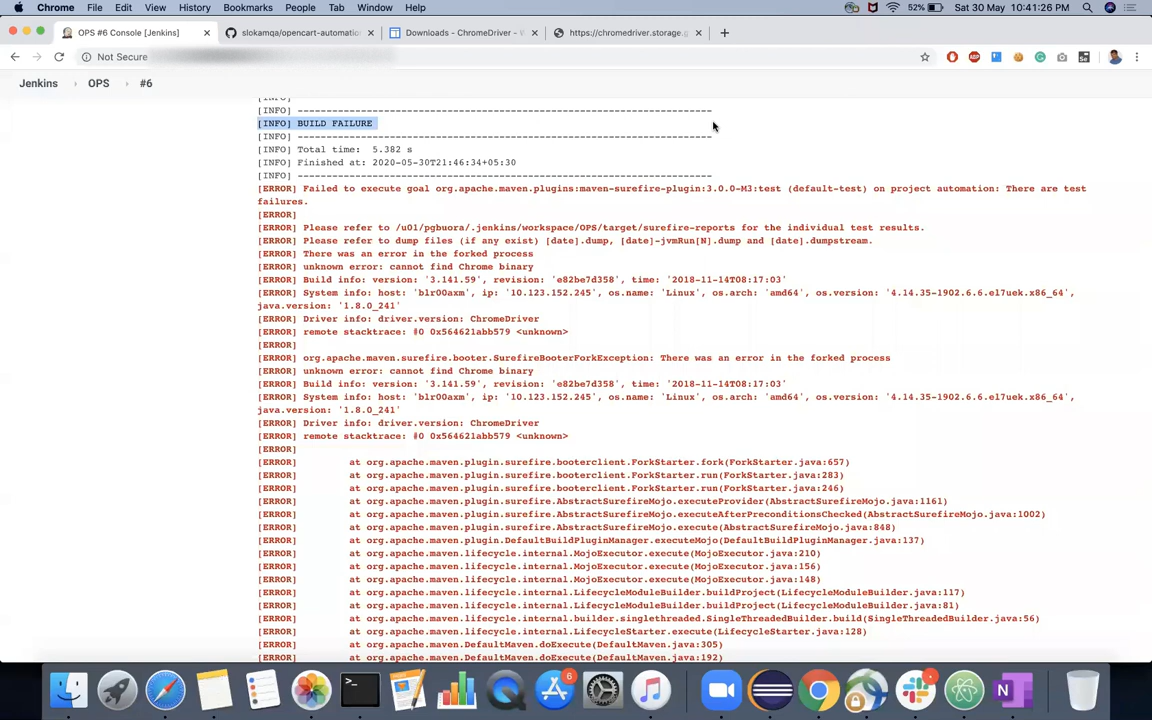 Chrome File Edit View History Bookmarks People Tab Window Help 52% Sat 30 May 10:41:26 PM
OPS #6 Console [Jenkins] slokamqa/opencart-automatio Downloads - ChromeDriver - W https://chromedriver.storage.g
Not Secure
Jenkins OPS #6
[INFO]
[INFO] ------------------------------------------------------------------------
[INFO] BUILD FAILURE
[INFO] ------------------------------------------------------------------------
[INFO] Total time:  5.382 s
[INFO] Finished at: 2020-05-30T21:46:34+05:30
[INFO] ------------------------------------------------------------------------
[ERROR] Failed to execute goal org.apache.maven.plugins:maven-surefire-plugin:3.0.0-M3:test (default-test) on project automation: There are test
failures.
[ERROR]
[ERROR] Please refer to /u01/pgbuora/.jenkins/workspace/OPS/target/surefire-reports for the individual test results.
[ERROR] Please refer to dump files (if any exist) [date].dump, [date]-jvmRun[N].dump and [date].dumpstream.
[ERROR] There was an error in the forked process
[ERROR] unknown error: cannot find Chrome binary
[ERROR] Build info: version: '3.141.59', revision: 'e82be7d358', time: '2018-11-14T08:17:03'
[ERROR] System info: host: 'blr00axm', ip: '10.123.152.245', os.name: 'Linux', os.arch: 'amd64', os.version: '4.14.35-1902.6.6.el7uek.x86_64',
java.version: '1.8.0_241'
[ERROR] Driver info: driver.version: ChromeDriver
[ERROR] remote stacktrace: #0 0x564621abb579 <unknown>
[ERROR]
[ERROR] org.apache.maven.surefire.booter.SurefireBooterForkException: There was an error in the forked process
[ERROR] unknown error: cannot find Chrome binary
[ERROR] Build info: version: '3.141.59', revision: 'e82be7d358', time: '2018-11-14T08:17:03'
[ERROR] System info: host: 'blr00axm', ip: '10.123.152.245', os.name: 'Linux', os.arch: 'amd64', os.version: '4.14.35-1902.6.6.el7uek.x86_64',
java.version: '1.8.0_241'
[ERROR] Driver info: driver.version: ChromeDriver
[ERROR] remote stacktrace: #0 0x564621abb579 <unknown>
[ERROR]
[ERROR] at org.apache.maven.plugin.surefire.booterclient.ForkStarter.fork(ForkStarter.java:657)
[ERROR] at org.apache.maven.plugin.surefire.booterclient.ForkStarter.run(ForkStarter.java:283)
[ERROR] at org.apache.maven.plugin.surefire.booterclient.ForkStarter.run(ForkStarter.java:246)
[ERROR] at org.apache.maven.plugin.surefire.AbstractSurefireMojo.executeProvider(AbstractSurefireMojo.java:1161)
[ERROR] at org.apache.maven.plugin.surefire.AbstractSurefireMojo.executeAfterPreconditionsChecked(AbstractSurefireMojo.java:1002)
[ERROR] at org.apache.maven.plugin.surefire.AbstractSurefireMojo.execute(AbstractSurefireMojo.java:848)
[ERROR] at org.apache.maven.plugin.DefaultBuildPluginManager.executeMojo(DefaultBuildPluginManager.java:137)
[ERROR] at org.apache.maven.lifecycle.internal.MojoExecutor.execute(MojoExecutor.java:210)
[ERROR] at org.apache.maven.lifecycle.internal.MojoExecutor.execute(MojoExecutor.java:156)
[ERROR] at org.apache.maven.lifecycle.internal.MojoExecutor.execute(MojoExecutor.java:148)
[ERROR] at org.apache.maven.lifecycle.internal.LifecycleModuleBuilder.buildProject(LifecycleModuleBuilder.java:117)
[ERROR] at org.apache.maven.lifecycle.internal.LifecycleModuleBuilder.buildProject(LifecycleModuleBuilder.java:81)
[ERROR] at org.apache.maven.lifecycle.internal.builder.singlethreaded.SingleThreadedBuilder.build(SingleThreadedBuilder.java:56)
[ERROR] at org.apache.maven.lifecycle.internal.LifecycleStarter.execute(LifecycleStarter.java:128)
[ERROR] at org.apache.maven.DefaultMaven.doExecute(DefaultMaven.java:305)
[ERROR] at org.apache.maven.DefaultMaven.doExecute(DefaultMaven.java:192)